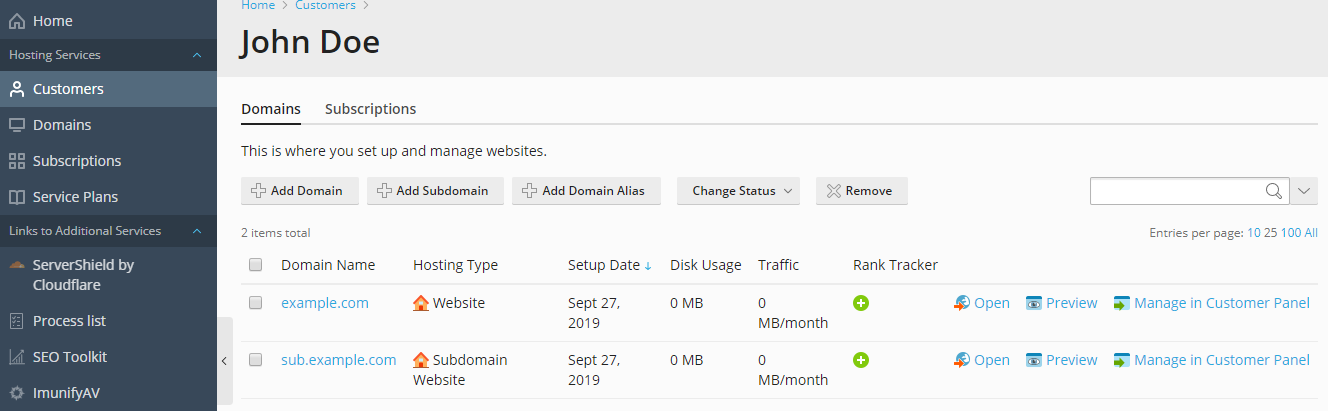 Home
Hosting Services
Customers
Domains
Subscriptions
Service Plans
Links to Additional Services
ServerShield by
Cloudflare
Process list
SEO Toolkit
ImunifyAV
Home > Customers >
John Doe
Domains Subscriptions
This is where you set up and manage websites.
Add Domain Add Subdomain Add Domain Alias Change Status Remove
2 items total Entries per page: 10 25 100 All
Domain Name Hosting Type Setup Date ↓ Disk Usage Traffic Rank Tracker
example.com Website Sept 27, 0 MB 0 Open Preview Manage in Customer Panel
2019 MB/month
sub.example.com Subdomain Sept 27, 0 MB 0 Open Preview Manage in Customer Panel
Website 2019 MB/month